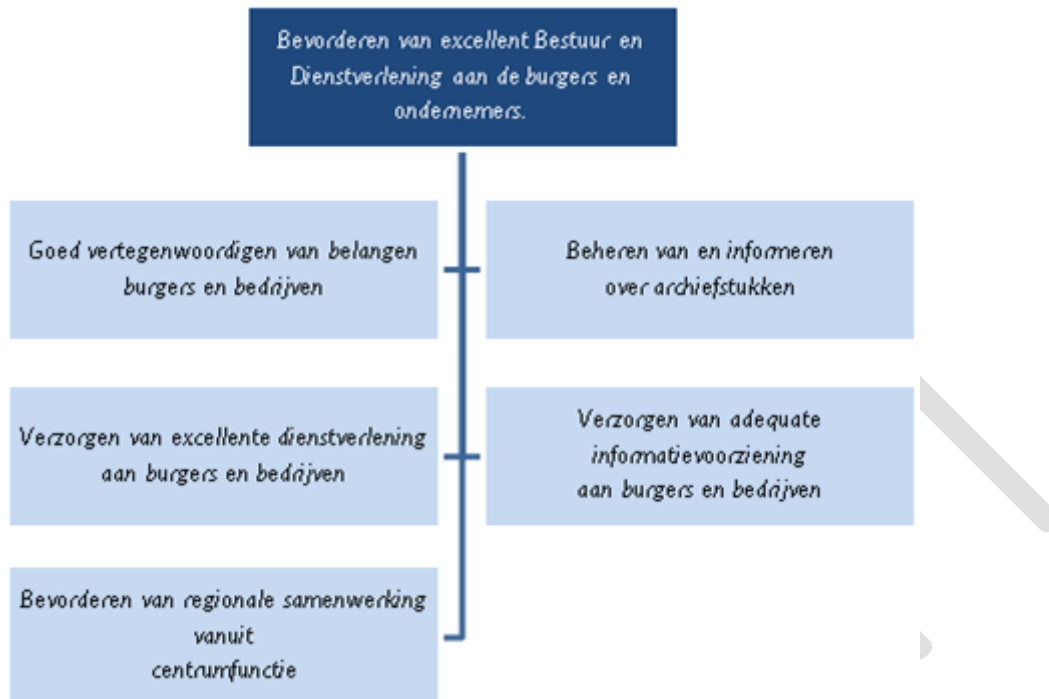 Bevorderen van excellent Bestuur en
Dienstverlening aan de burgers en
ondernemers.
Goed vertegenwoordigen van belangen
burgers en bedrijven
Beheren van en informeren
over archiefstukken
Verzorgen van excellente dienstverlening
aan burgers en bedrijven
Verzorgen van adequate
informatievoorziening
aan burgers en bedrijven
Bevorderen van regionale samenwerking
vanuit
centrumfunctie